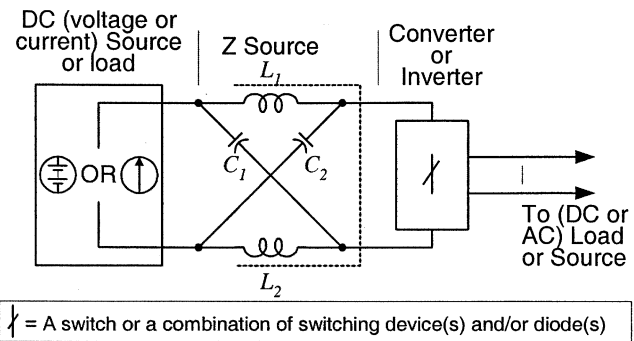 DC (voltage or
current) Source
or load
Z Source
Converter
or
Inverter
L1
C1
C2
OR
L2
To (DC or
AC) Load
or Source
= A switch or a combination of switching device(s) and/or diode(s)